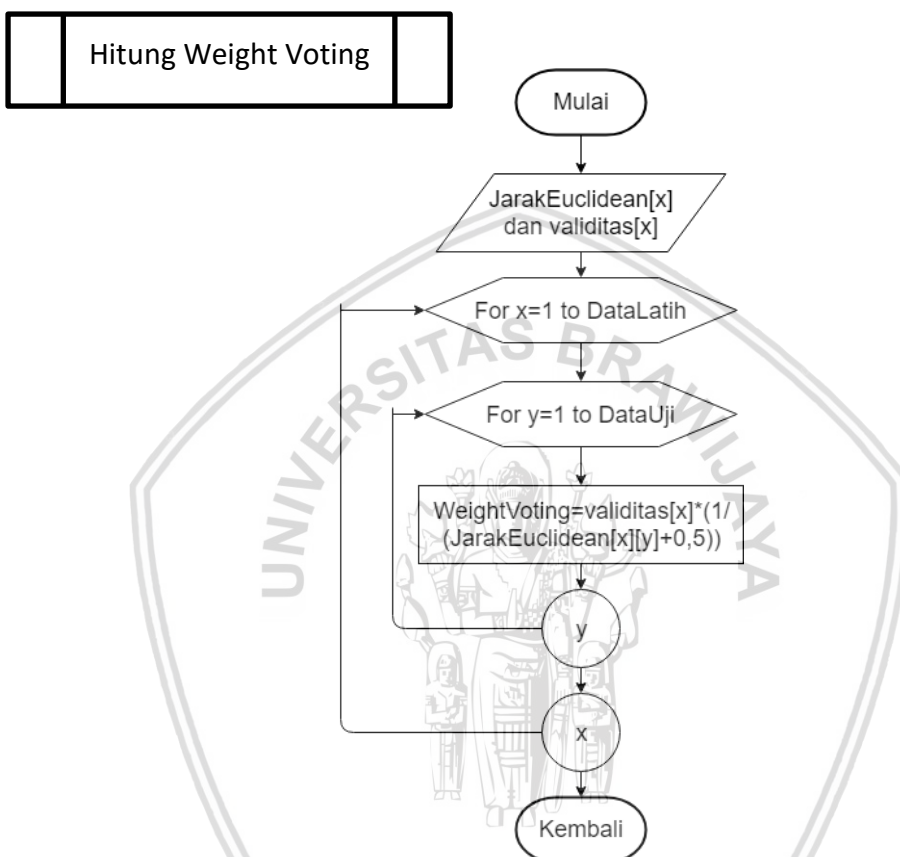 Hitung Weight Voting
Mulai
JarakEuclidean[x]
dan validitas[x]
For x=1 to DataLatih
For y=1 to DataUji
WeightVoting=validitas[x]*(1/
(JarakEuclidean[x][y]+0,5))
y
x
Kembali
UNIVERSITAS BRAWIJAYA